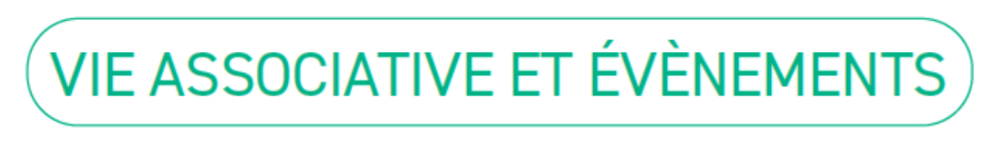 VIE ASSOCIATIVE ET ÉVÈNEMENTS